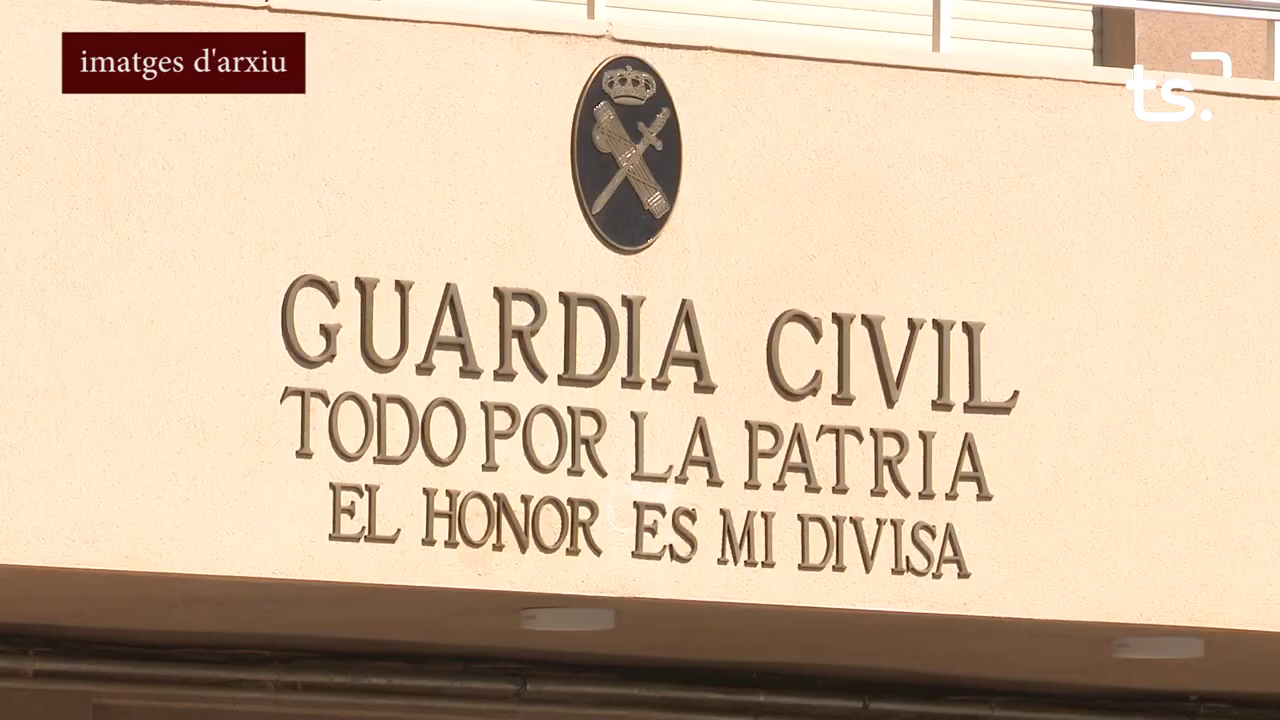 imatges d'arxiu
ts.
GUARDIA CIVIL
TODO POR LA PATRIA
EL HONOR ES MI DIVISA